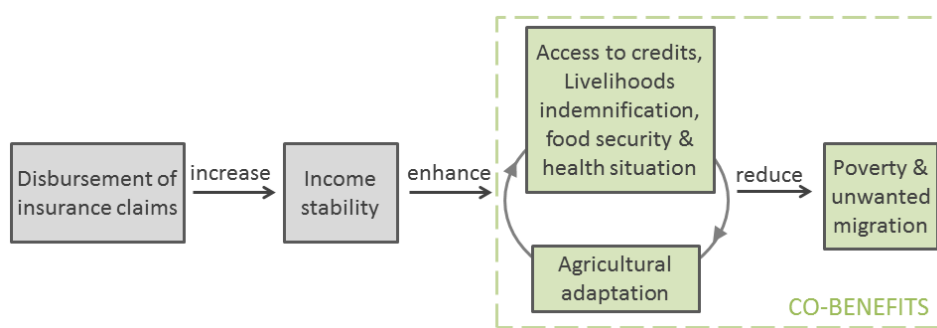 Disbursement of
insurance claims
increase
Income
stability
enhance
Access to credits,
Livelihoods
indemnification,
food security &
health situation
Agricultural
adaptation
reduce
Poverty &
unwanted
migration
CO-BENEFITS